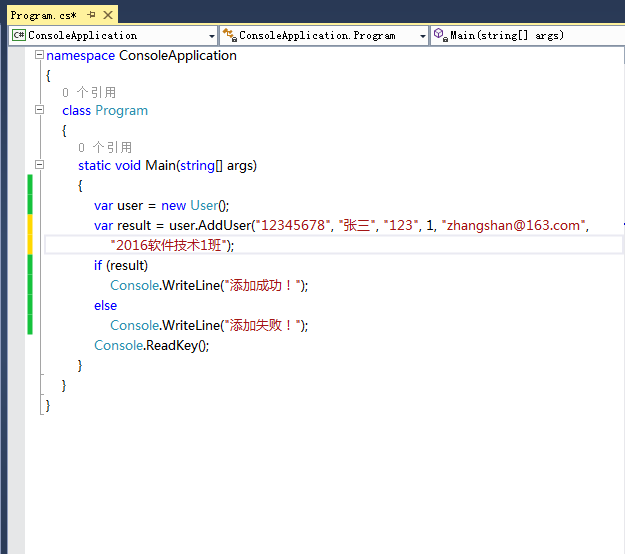 Program.cs*
C# ConsoleApplication
ConsoleApplication.Program
Main(string[] args)
namespace ConsoleApplication
{
0 个引用
class Program
{
0 个引用
static void Main(string[] args)
{
var user = new User();
var result = user.AddUser("12345678", "张三", "123", 1, "zhangshan@163.com",
"2016软件技术1班");
if (result)
Console.WriteLine("添加成功！");
else
Console.WriteLine("添加失败！");
Console.ReadKey();
}
}
}